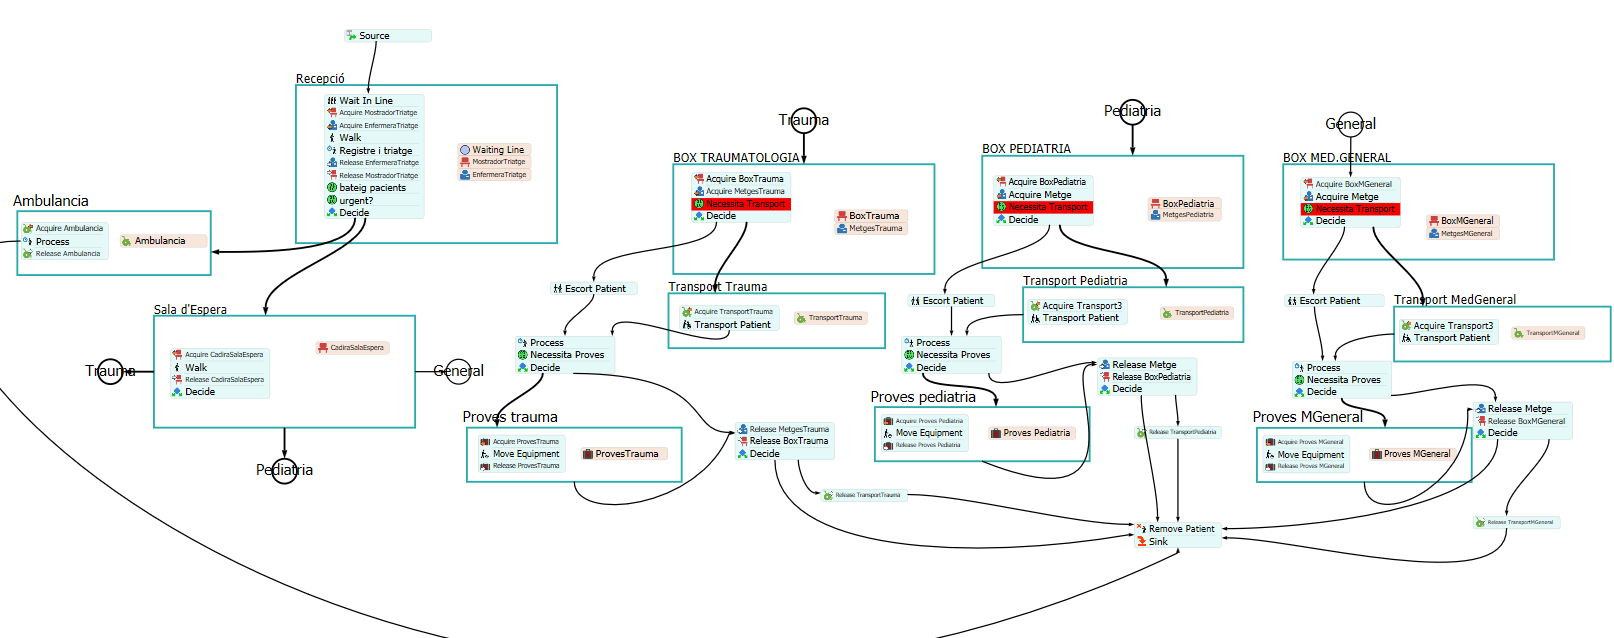 Source
Recepció
Wait In Line
Acquire MostradorTriatge
Acquire EnfermeraTriatge
Walk
Registre i triatge
Release EnfermeraTriatge
Release MostradorTriatge
bateig pacients
urgent?
Decide
Waiting Line
MostradorTriatge
EnfermeraTriatge
Ambulancia
Acquire Ambulancia
Process
Release Ambulancia
Ambulancia
Sala d'Espera
Acquire CadiraSalaEspera
Walk
Release CadiraSalaEspera
Decide
CadiraSalaEspera
Trauma
General
Pediatria
Trauma
BOX TRAUMATOLOGIA
Acquire BoxTrauma
Acquire MetgesTrauma
Necessita Transport
Decide
BoxTrauma
MetgesTrauma
Escort Patient
Transport Trauma
Acquire TransportTrauma
Transport Patient
TransportTrauma
Process
Necessita Proves
Decide
Proves trauma
Acquire ProvesTrauma
Move Equipment
Release ProvesTrauma
ProvesTrauma
Release MetgesTrauma
Release BoxTrauma
Decide
Release TransportTrauma
Pediatria
BOX PEDIATRIA
Acquire BoxPediatria
Acquire Metge
Necessita Transport
Decide
BoxPediatria
MetgesPediatria
Escort Patient
Transport Pediatria
Acquire Transport3
Transport Patient
TransportPediatria
Process
Necessita Proves
Decide
Proves pediatria
Acquire Proves Pediatria
Move Equipment
Release Proves Pediatria
Proves Pediatria
Release Metge
Release BoxPediatria
Decide
Release TransportPediatria
General
BOX MED.GENERAL
Acquire BoxMGeneral
Acquire Metge
Necessita Transport
Decide
BoxMGeneral
MetgesMGeneral
Escort Patient
Transport MedGeneral
Acquire Transport3
Transport Patient
TransportMGeneral
Process
Necessita Proves
Decide
Proves MGeneral
Acquire Proves MGeneral
Move Equipment
Release Proves MGeneral
Proves MGeneral
Release Metge
Release BoxMGeneral
Decide
Release TransportMGeneral
Remove Patient
Sink